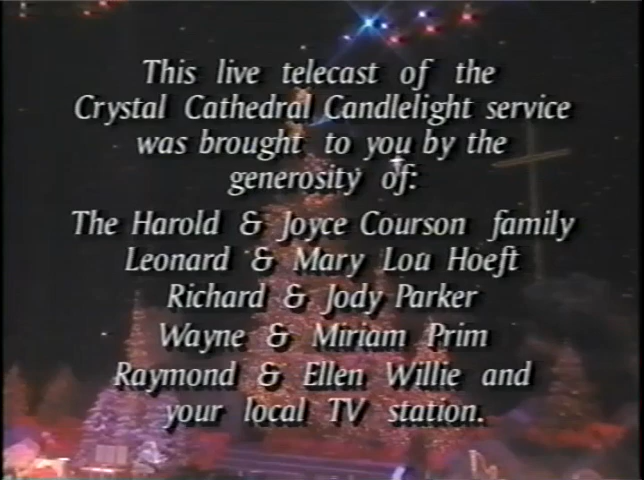 This live telecast of the
Crystal Cathedral Candlelight service
was brought to you by the
generosity of:
The Harold & Joyce Courson family
Leonard & Mary Lou Hoeft
Richard & Jody Parker
Wayne & Miriam Prim
Raymond & Ellen Willie and
your local TV station.